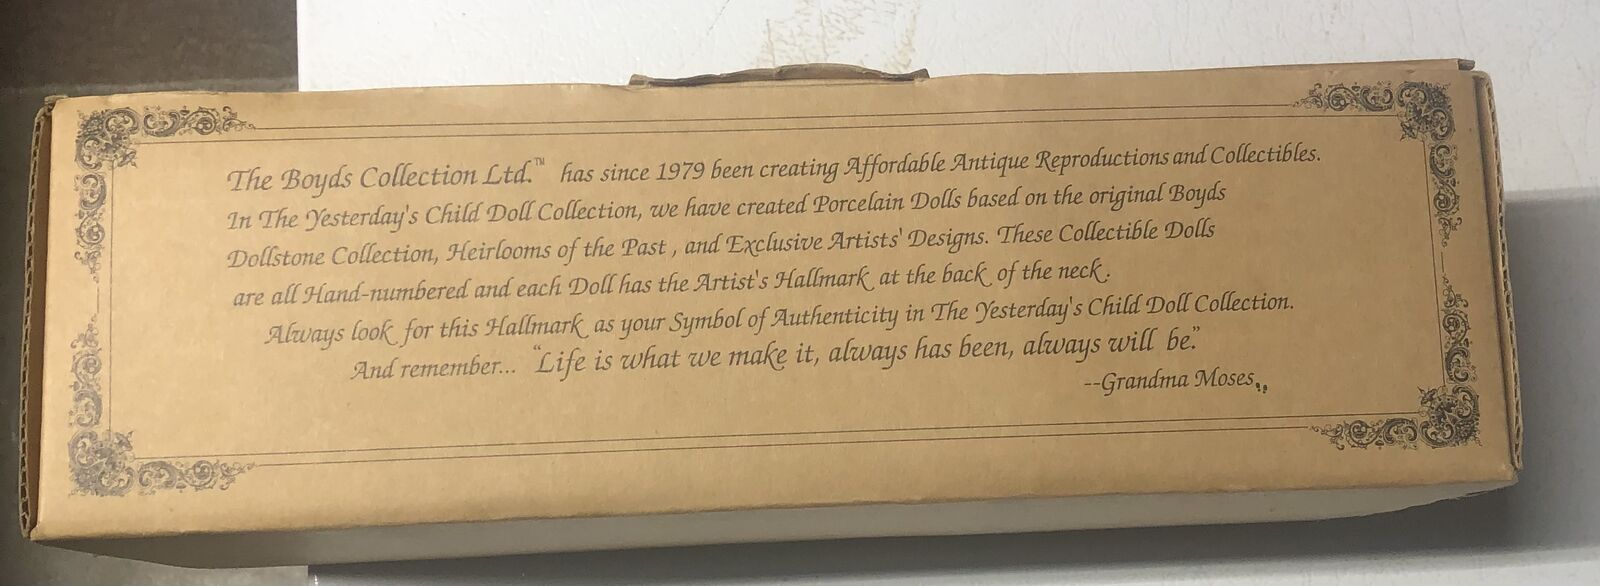 The Boyds Collection Ltd.™ has since 1979 been creating Affordable Antique Reproductions and Collectibles.
In The Yesterday's Child Doll Collection, we have created Porcelain Dolls based on the original Boyds
Dollstone Collection, Heirlooms of the Past, and Exclusive Artists' Designs. These Collectible Dolls
are all Hand-numbered and each Doll has the Artist's Hallmark at the back of the neck.
Always look for this Hallmark as your Symbol of Authenticity in The Yesterday's Child Doll Collection.
And remember... "Life is what we make it, always has been, always will be."
--Grandma Moses